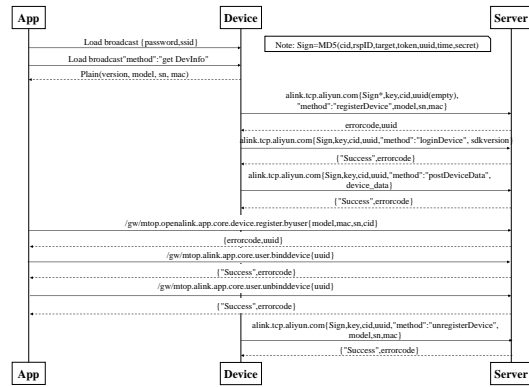 App Device Server
Load broadcast {password,ssid}
Note: Sign=MD5(cid,rspID,target,token,uuid,time,secret)
Load broadcast"method":"get DevInfo"
Plain(version, model, sn, mac)
alink.tcp.aliyun.com{Sign*,key,cid,uuid(empty),
"method":"registerDevice",model,sn,mac}
errorcode,uuid
alink.tcp.aliyun.com{Sign,key,cid,uuid,"method":"loginDevice", sdkversion}
{"Success",errorcode}
alink.tcp.aliyun.com{Sign,key,cid,uuid,"method":"postDeviceData",
device_data}
{"Success",errorcode}
/gw/mtop.openalink.app.core.device.register.byuser{model,mac,sn,cid}
{errorcode,uuid}
/gw/mtop.alink.app.core.user.binddevice{uuid}
{"Success",errorcode}
/gw/mtop.alink.app.core.user.unbinddevice{uuid}
{"Success",errorcode}
alink.tcp.aliyun.com{Sign,key,cid,uuid,"method":"unregisterDevice",
model,sn,mac}
{"Success",errorcode}
App Device Server